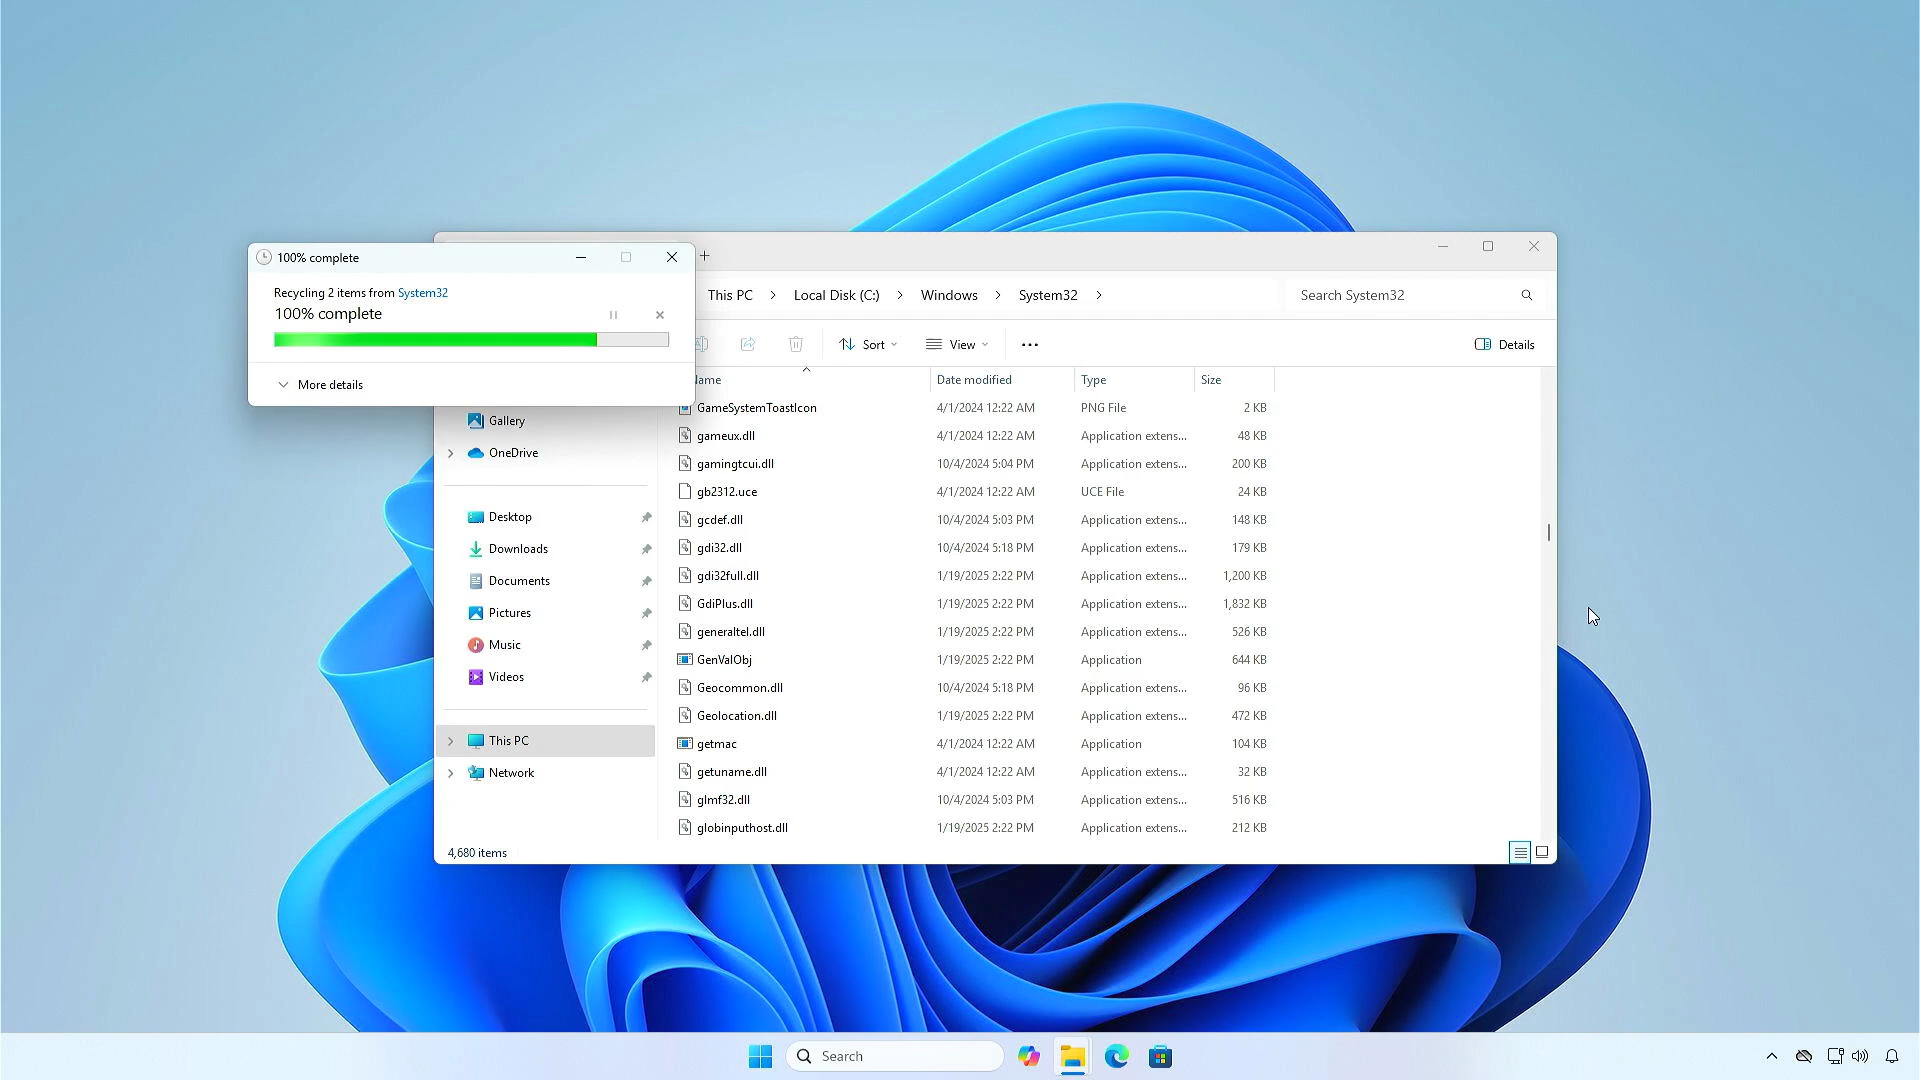 100% complete
Recycling 2 items from System32
100% complete
More details
This PC > Local Disk (C:) > Windows > System32 >
Search System32
Sort
View
Details
Gallery
OneDrive
Desktop
Downloads
Documents
Pictures
Music
Videos
This PC
Network
ame Date modified Type Size
GameSystemToastIcon 4/1/2024 12:22 AM PNG File 2 KB
gameux.dll 4/1/2024 12:22 AM Application extens... 48 KB
gamingtcui.dll 10/4/2024 5:04 PM Application extens... 200 KB
gb2312.uce 4/1/2024 12:22 AM UCE File 24 KB
gcdef.dll 10/4/2024 5:03 PM Application extens... 148 KB
gdi32.dll 10/4/2024 5:18 PM Application extens... 179 KB
gdi32full.dll 1/19/2025 2:22 PM Application extens... 1,200 KB
GdiPlus.dll 1/19/2025 2:22 PM Application extens... 1,832 KB
generaltel.dll 1/19/2025 2:22 PM Application extens... 526 KB
GenValObj 1/19/2025 2:22 PM Application 644 KB
Geocommon.dll 10/4/2024 5:18 PM Application extens... 96 KB
Geolocation.dll 1/19/2025 2:22 PM Application extens... 472 KB
getmac 4/1/2024 12:22 AM Application 104 KB
getuname.dll 4/1/2024 12:22 AM Application extens... 32 KB
glmf32.dll 10/4/2024 5:03 PM Application extens... 516 KB
globinputhost.dll 1/19/2025 2:22 PM Application extens... 212 KB
4,680 items
Search